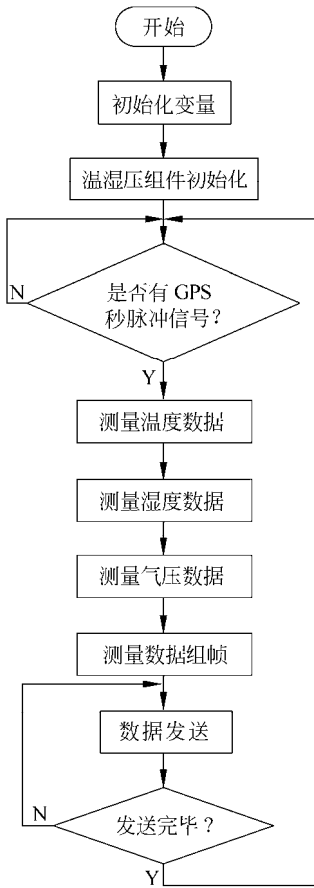 开始
初始化变量
温湿压组件初始化
N
是否有 GPS
秒脉冲信号?
Y
测量温度数据
测量湿度数据
测量气压数据
测量数据组帧
数据发送
N
发送完毕?
Y